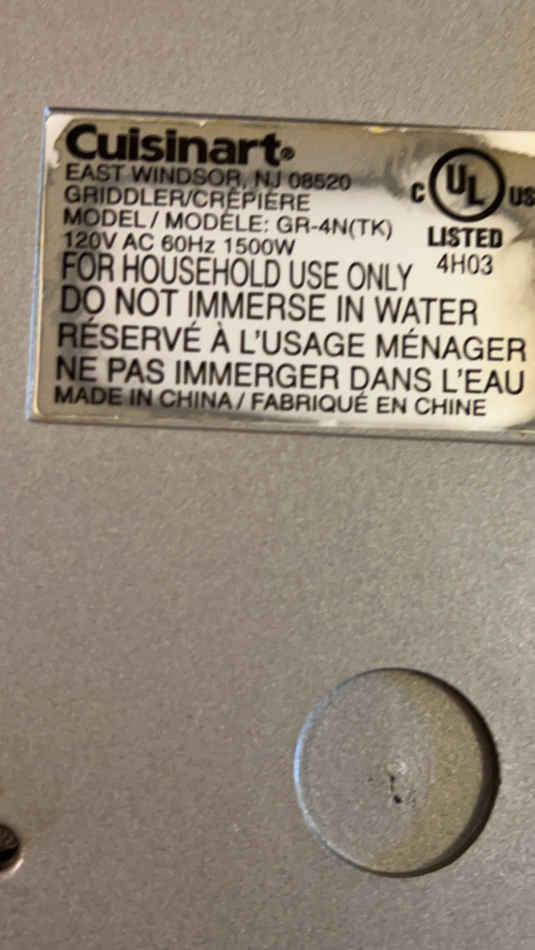 Cuisinart®
EAST WINDSOR, NJ 08520
GRIDDLER/CRÊPIÈRE
MODEL / MODÈLE: GR-4N(TK)
120V AC 60Hz 1500W
FOR HOUSEHOLD USE ONLY
DO NOT IMMERSE IN WATER
RÉSERVÉ À L'USAGE MÉNAGER
NE PAS IMMERGER DANS L'EAU
MADE IN CHINA / FABRIQUÉ EN CHINE
C UL US
LISTED
4H03